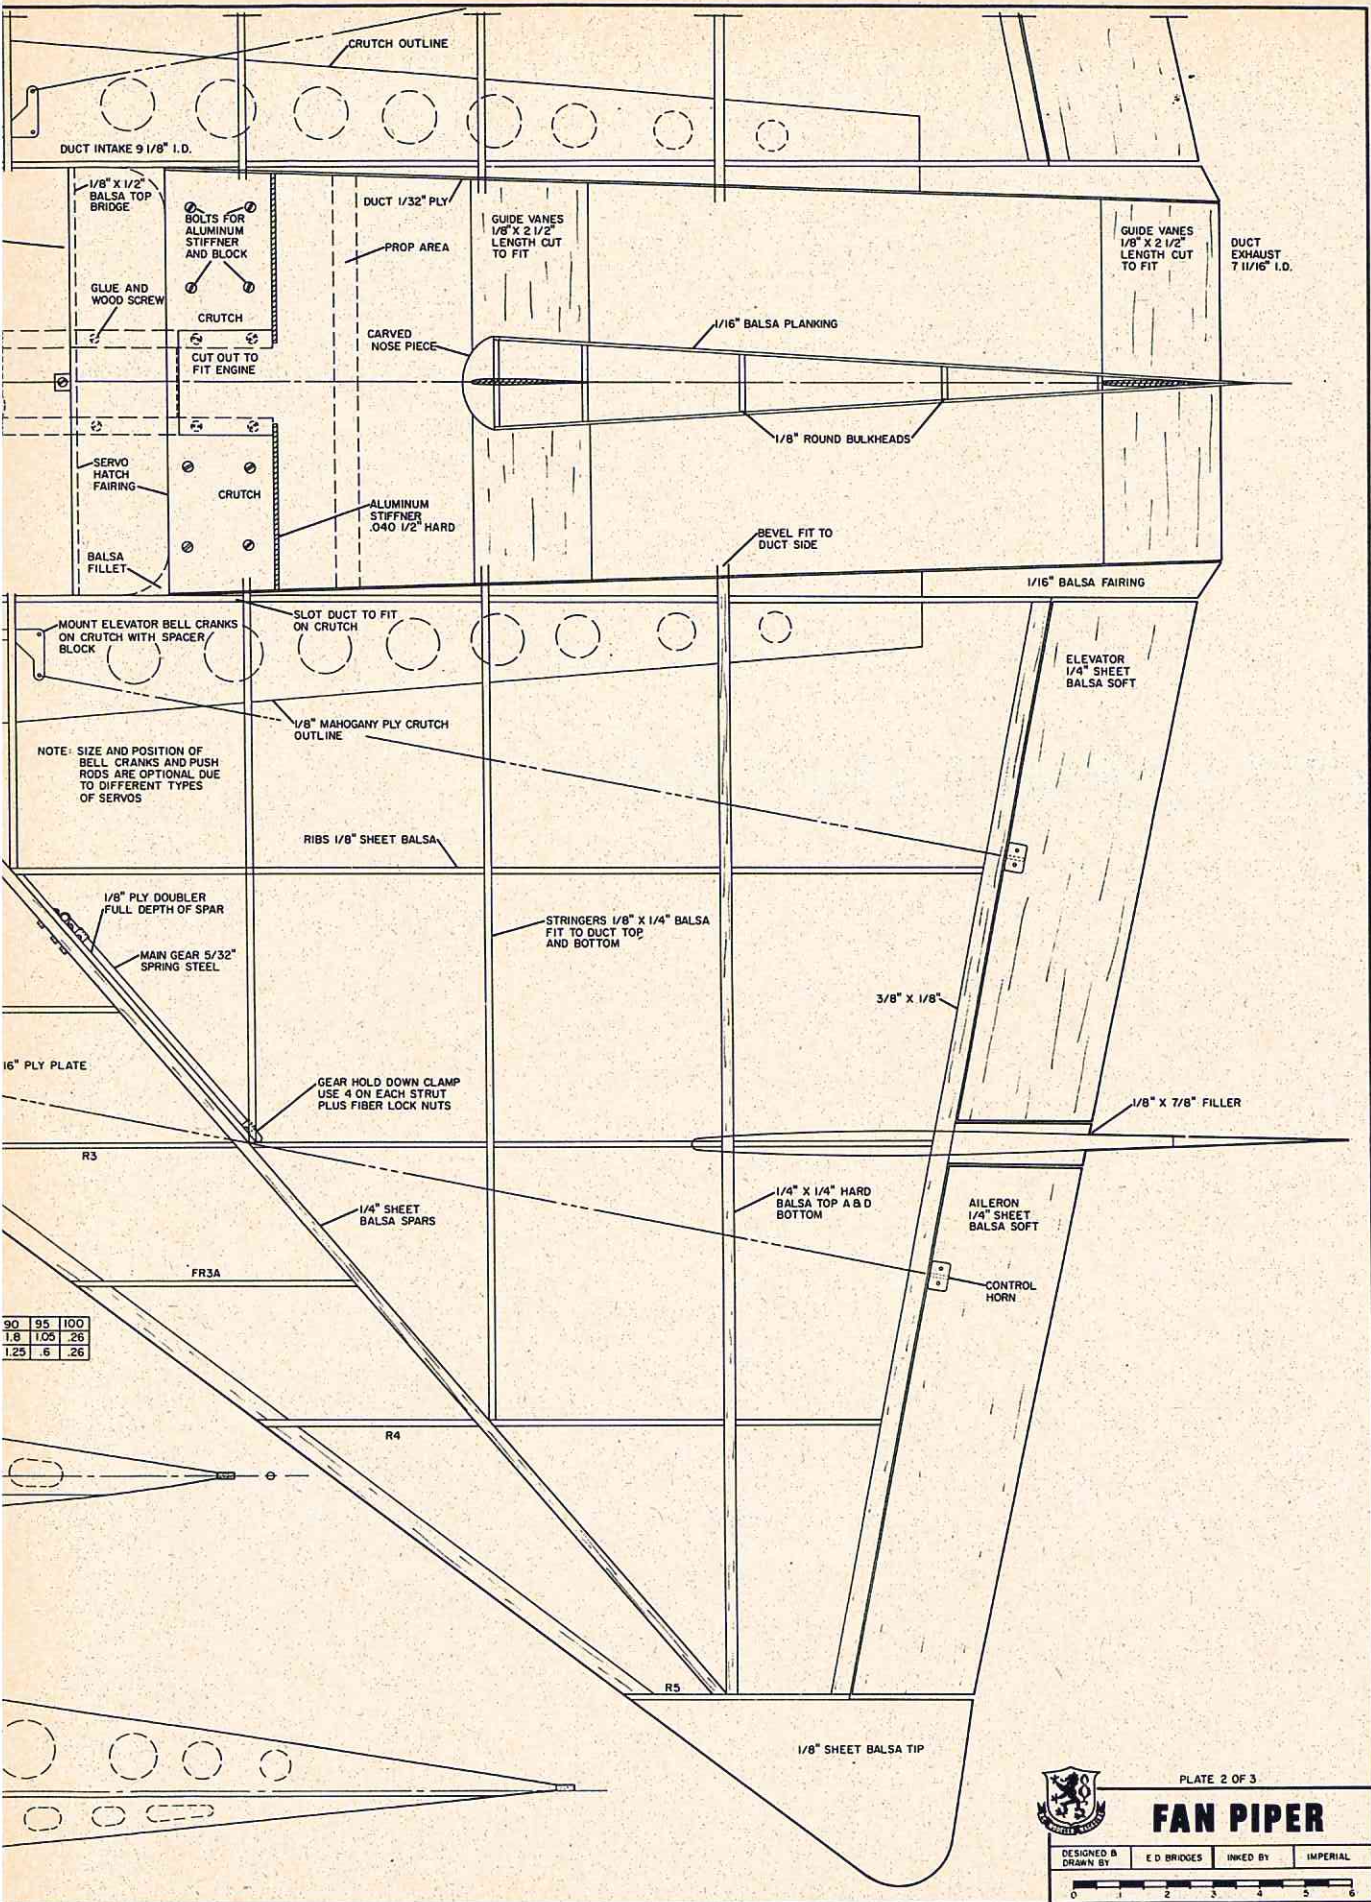 CRUTCH OUTLINE
DUCT INTAKE 9 1/8" I.D.
1/8" X 1/2"
BALSA TOP
BRIDGE
BOLTS FOR
ALUMINUM
STIFFNER
AND BLOCK
DUCT 1/32" PLY
PROP AREA
GUIDE VANES
1/8" X 2 1/2"
LENGTH CUT
TO FIT
GUIDE VANES
1/8" X 2 1/2"
LENGTH CUT
TO FIT
DUCT
EXHAUST
7 11/16" I.D.
GLUE AND
WOOD SCREW
CRUTCH
CUT OUT TO
FIT ENGINE
CARVED
NOSE PIECE
1/16" BALSA PLANKING
1/8" ROUND BULKHEADS
SERVO
HATCH
FAIRING
CRUTCH
ALUMINUM
STIFFNER
.040 1/2" HARD
BALSA
FILLET
BEVEL FIT TO
DUCT SIDE
1/16" BALSA FAIRING
MOUNT ELEVATOR BELL CRANKS
ON CRUTCH WITH SPACER
BLOCK
SLOT DUCT TO FIT
ON CRUTCH
ELEVATOR
1/4" SHEET
BALSA SOFT
1/8" MAHOGANY PLY CRUTCH
OUTLINE
NOTE: SIZE AND POSITION OF
BELL CRANKS AND PUSH
RODS ARE OPTIONAL DUE
TO DIFFERENT TYPES
OF SERVOS
RIBS 1/8" SHEET BALSA
1/8" PLY DOUBLER
FULL DEPTH OF SPAR
MAIN GEAR 5/32"
SPRING STEEL
STRINGERS 1/8" X 1/4" BALSA
FIT TO DUCT TOP
AND BOTTOM
3/8" X 1/8"
16" PLY PLATE
GEAR HOLD DOWN CLAMP
USE 4 ON EACH STRUT
PLUS FIBER LOCK NUTS
1/8" X 7/8" FILLER
R3
1/4" SHEET
BALSA SPARS
1/4" X 1/4" HARD
BALSA TOP A&D
BOTTOM
AILERON
1/4" SHEET
BALSA SOFT
FR3A
CONTROL
HORN
90 95 100
1.8 1.05 .26
1.25 .6 .26
R4
R5
1/8" SHEET BALSA TIP
PLATE 2 OF 3
FAN PIPER
DESIGNED &
DRAWN BY
E D BRIDGES
INKED BY
IMPERIAL
0 1 2 3 4 5 6